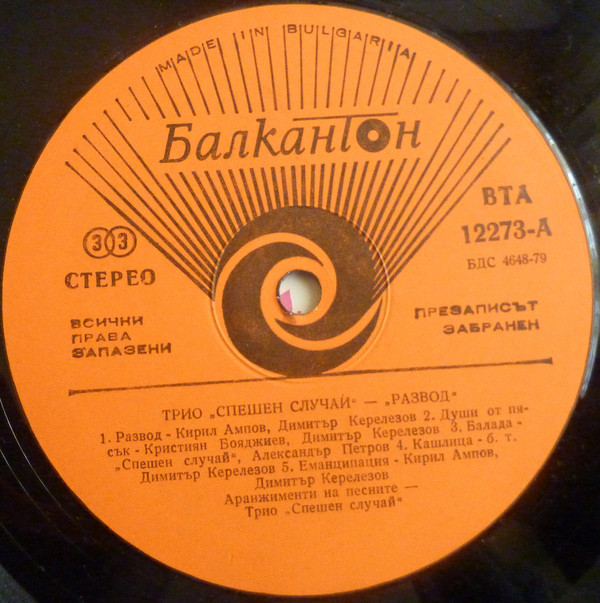 MADE IN BULGARIA
Балкантон
ВТА
12273-А
БДС 4648-79
33
СТЕРЕО
ВСИЧКИ
ПРАВА
ЗАПАЗЕНИ
ПРЕЗАПИСЪТ
ЗАБРАНЕН
ТРИО „СПЕШЕН СЛУЧАЙ“ — „РАЗВОД“
1. Развод - Кирил Ампов, Димитър Керелезов 2. Души от пя-
сък - Кристиян Бояджиев, Димитър Керелезов 3. Балада -
„Спешен случай“, Александър Петров 4. Кашлица - б. т.
Димитър Керелезов 5. Еманципация - Кирил Ампов,
Димитър Керелезов
Аранжименти на песните —
Трио „Спешен случай“